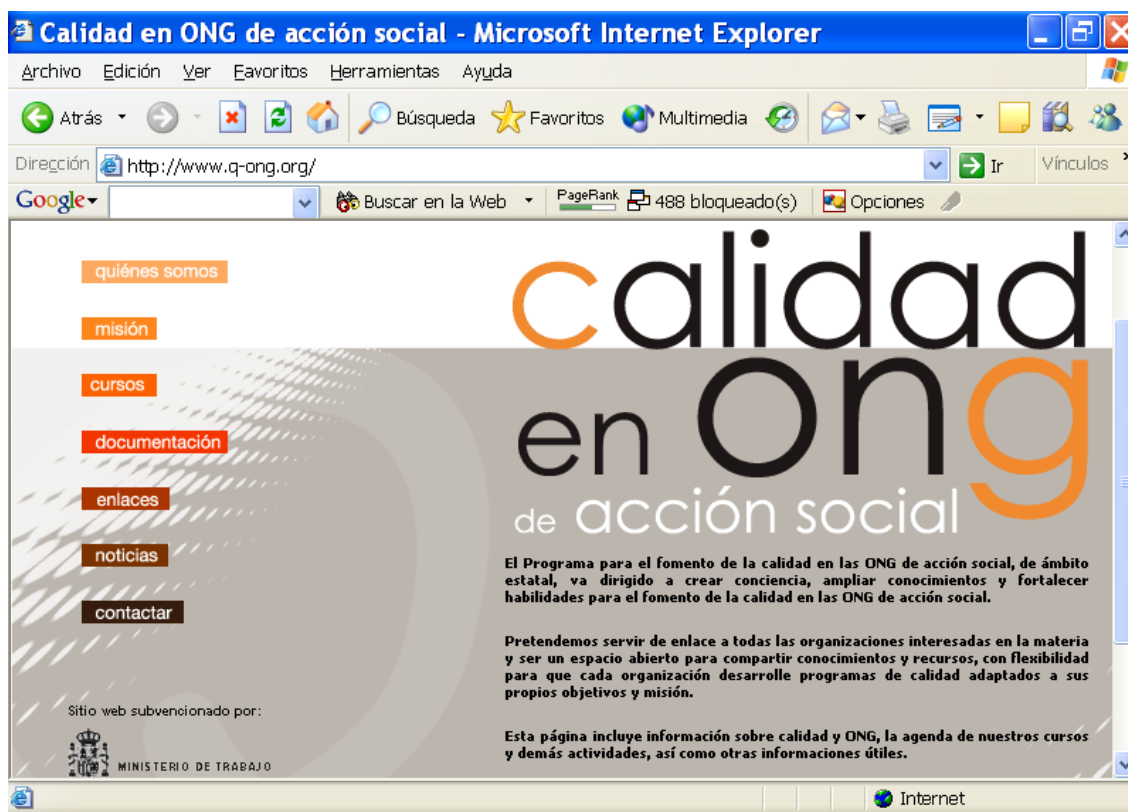 Calidad en ONG de acción social - Microsoft Internet Explorer
Archivo Edición Ver Favoritos Herramientas Ayuda
Atrás Búsqueda Favoritos Multimedia
Dirección http://www.q-ong.org/ Ir Vínculos
Google Buscar en la Web PageRank 488 bloqueado(s) Opciones
quiénes somos
misión
cursos
documentación
enlaces
noticias
contactar
Sitio web subvencionado por:
MINISTERIO DE TRABAJO
calidad
en ong
de acción social
El Programa para el fomento de la calidad en las ONG de acción social, de ámbito
estatal, va dirigido a crear conciencia, ampliar conocimientos y fortalecer
habilidades para el fomento de la calidad en las ONG de acción social.
Pretendemos servir de enlace a todas las organizaciones interesadas en la materia
y ser un espacio abierto para compartir conocimientos y recursos, con flexibilidad
para que cada organización desarrolle programas de calidad adaptados a sus
propios objetivos y misión.
Esta página incluye información sobre calidad y ONG, la agenda de nuestros cursos
y demás actividades, así como otras informaciones útiles.
Internet